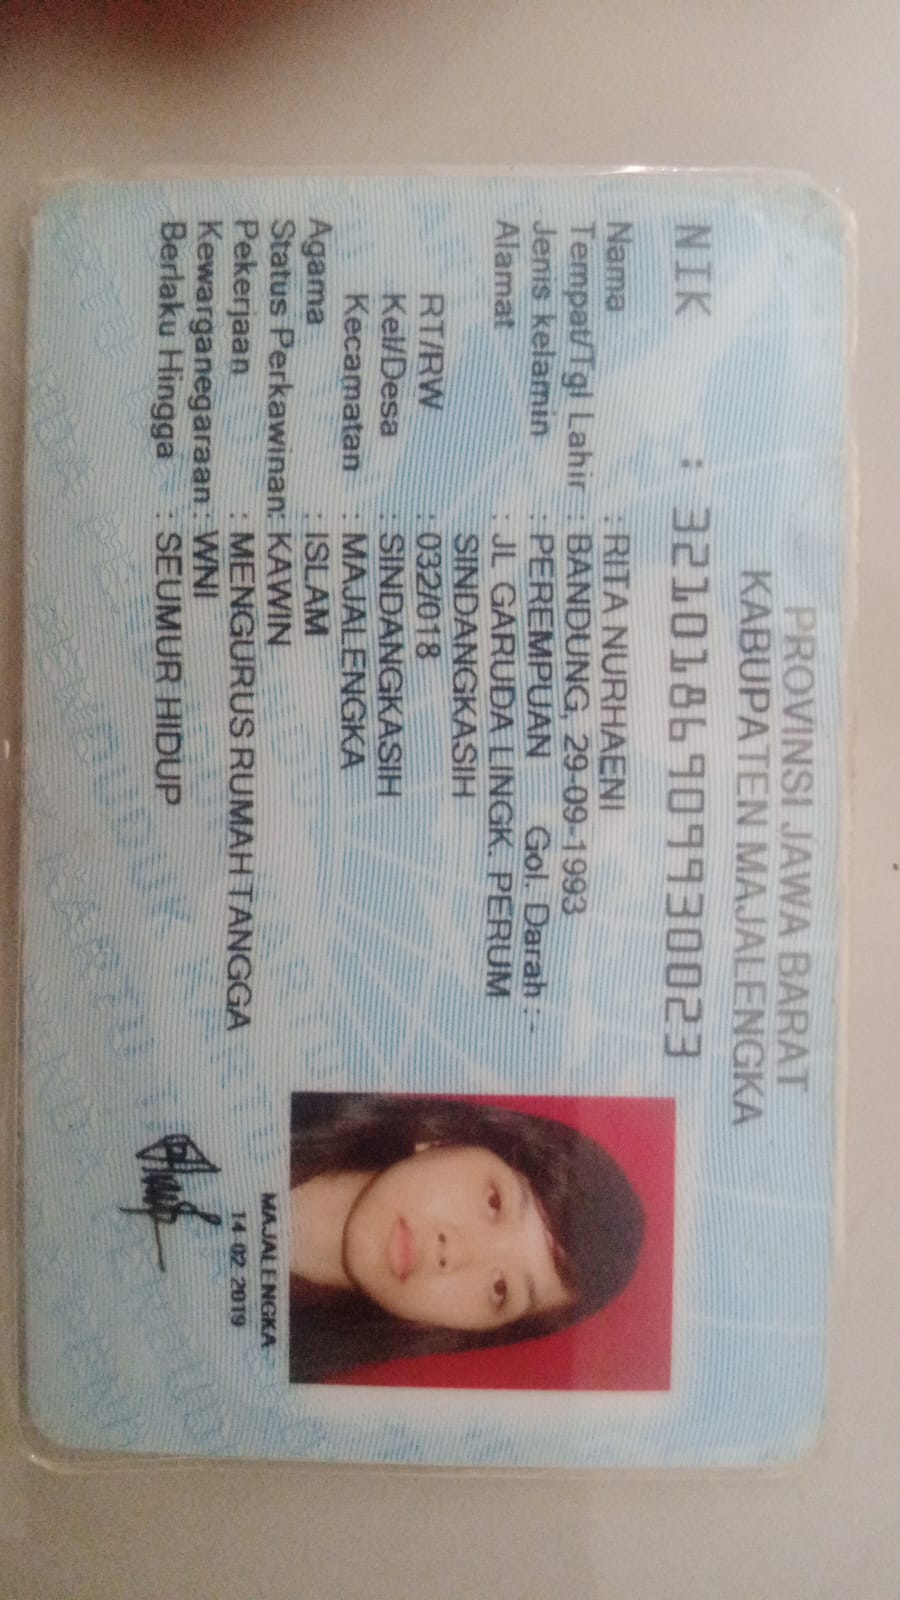 PROVINSI JAWA BARAT
KABUPATEN MAJALENGKA
NIK : 3210186909930023
Nama : RITA NURHAENI
Tempat/Tgl Lahir : BANDUNG, 29-09-1993
Jenis kelamin : PEREMPUAN Gol. Darah : -
Alamat : JL GARUDA LINGK. PERUM
SINDANGKASIH
RT/RW : 032/018
Kel/Desa : SINDANGKASIH
Kecamatan : MAJALENGKA
Agama : ISLAM
Status Perkawinan: KAWIN
Pekerjaan : MENGURUS RUMAH TANGGA
Kewarganegaraan : WNI
Berlaku Hingga : SEUMUR HIDUP
MAJALENGKA
14-02-2019